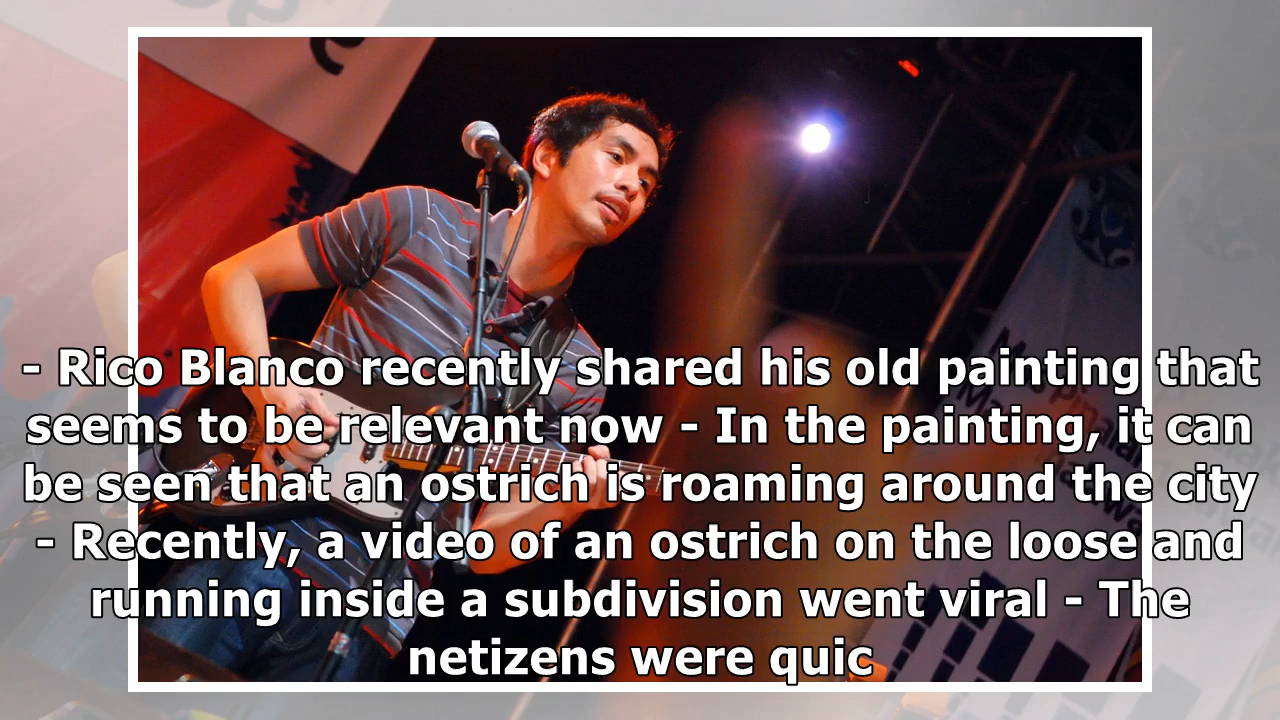 - Rico Blanco recently shared his old painting that
seems to be relevant now - In the painting, it can
be seen that an ostrich is roaming around the city
- Recently, a video of an ostrich on the loose and
running inside a subdivision went viral - The
netizens were quic